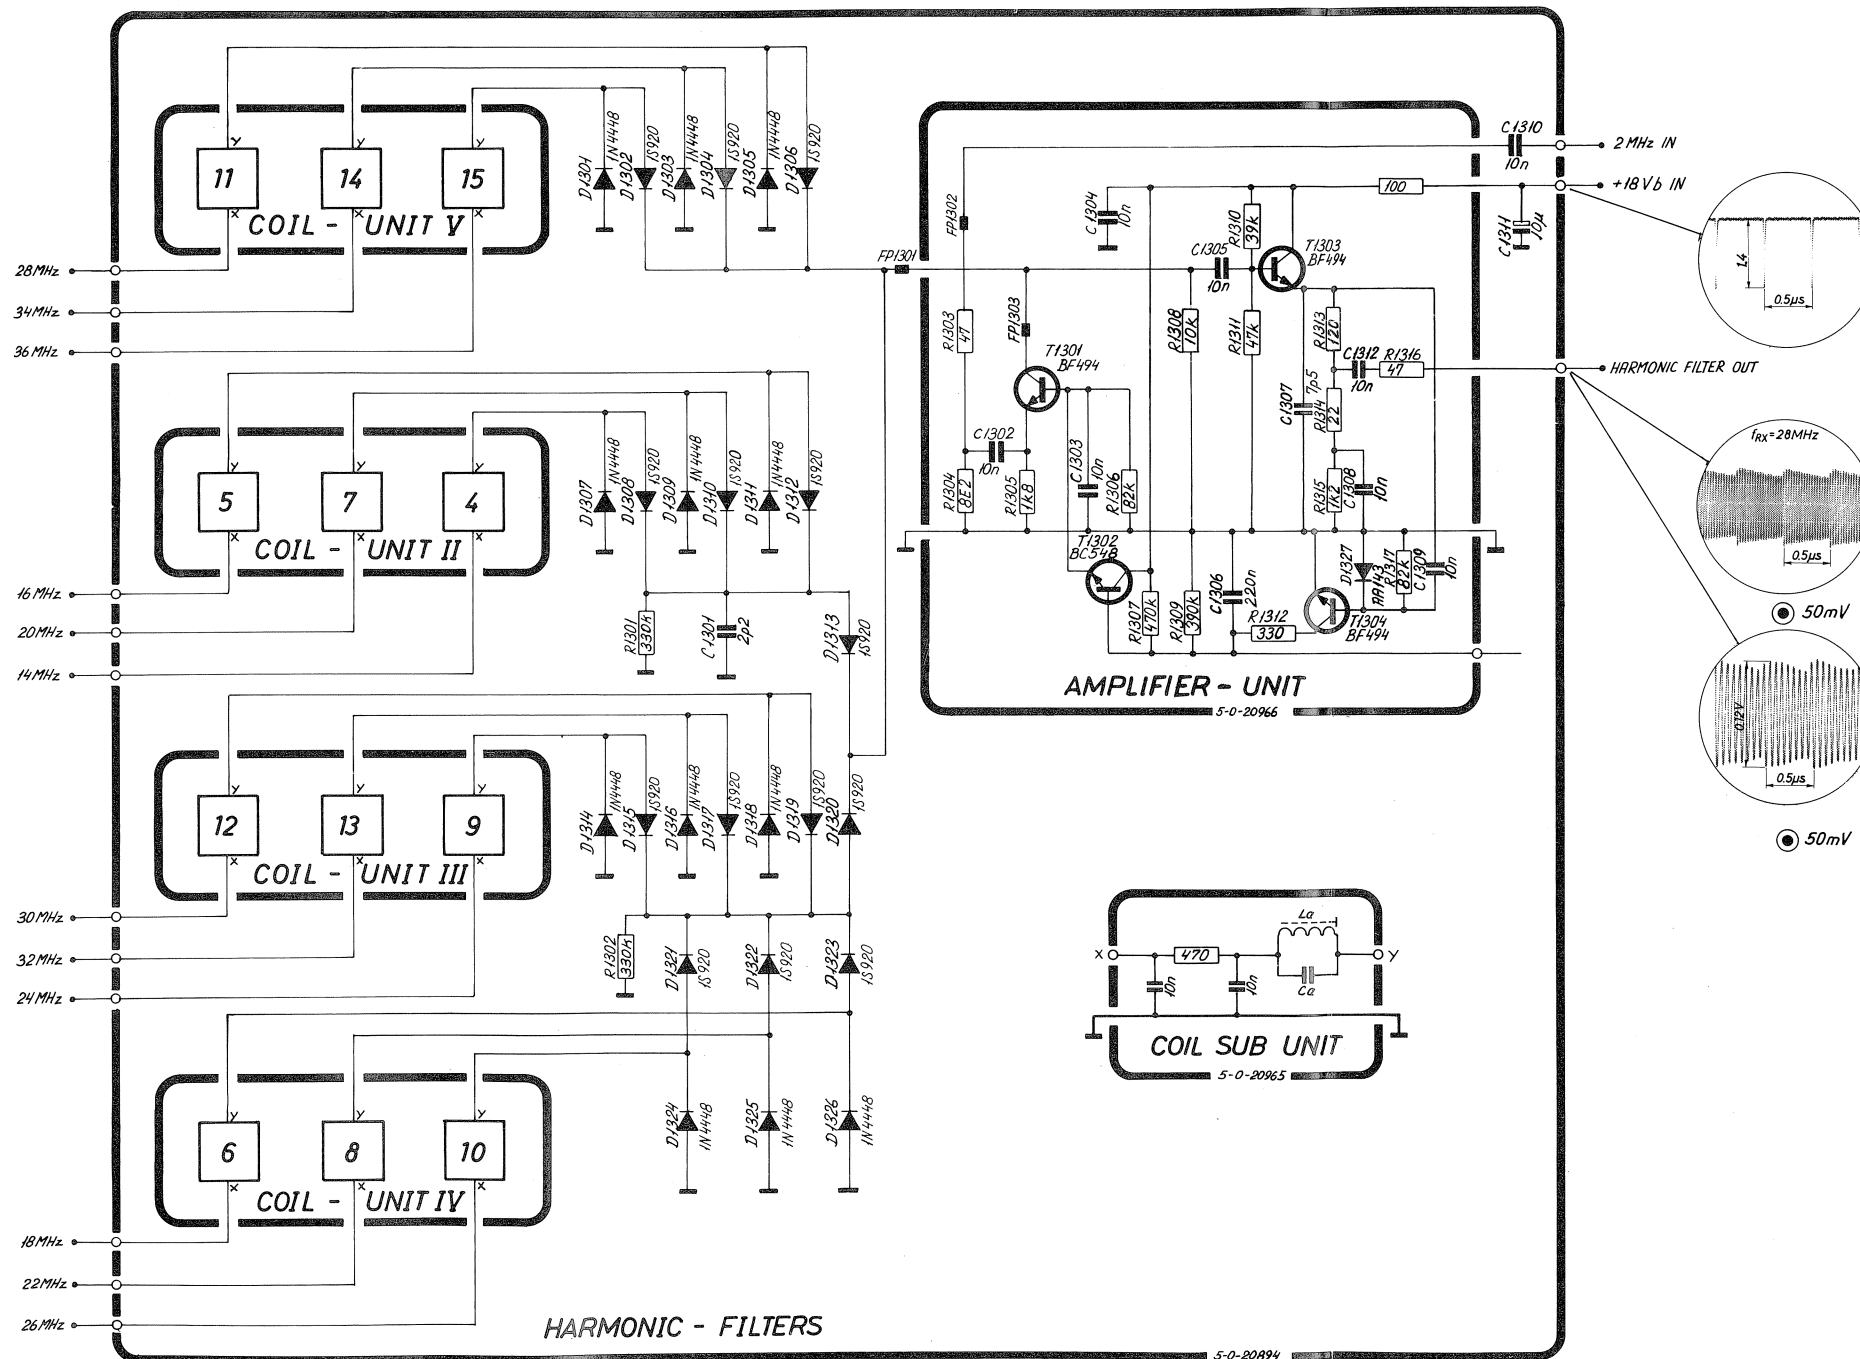 11
14
15
Y
Y
Y
X
X
X
COIL - UNIT V
28MHz
34MHz
36MHz
D1301
1N4448
D1302
1S920
D1303
1N4448
D1304
1S920
D1305
1N4448
D1306
1S920
FP1301
5
7
4
Y
Y
Y
X
X
X
COIL - UNIT II
16MHz
20MHz
14MHz
D1307
1N4448
D1308
1S920
D1309
1N4448
D1310
1S920
D1311
1N4448
D1312
1S920
R1301
330k
C1301
2p2
D1313
1S920
12
13
9
Y
Y
Y
X
X
X
COIL - UNIT III
30MHz
32MHz
24MHz
D1314
1N4448
D1315
1S920
D1316
1N4448
D1317
1S920
D1318
1N4448
D1319
1S920
D1320
1S920
R1302
330k
D1321
1S920
D1322
1S920
D1323
1S920
6
8
10
Y
Y
Y
X
X
X
COIL - UNIT IV
18MHz
22MHz
26MHz
D1324
1N4448
D1325
1N4448
D1326
1N4448
HARMONIC - FILTERS
5-0-20894
C1310
10n
2MHz IN
100
+18Vb IN
C1311
10µ
FP1302
C1304
10n
R1310
39k
C1305
10n
T1303
BF494
R1303
47
FP1303
R1308
10k
R1311
47k
R1313
120
C1312
10n
R1316
47
HARMONIC FILTER OUT
T1301
BF494
C1307
7p5
R1314
22
C1302
10n
R1304
8E2
R1305
1k8
C1303
10n
R1306
82k
R1315
1k2
C1308
10n
T1302
BC548
R1307
470k
R1309
390k
C1306
220n
R1312
330
D1327
AA143
R1317
82k
C1309
10n
T1304
BF494
AMPLIFIER - UNIT
5-0-20966
1,4
0.5µs
fRX=28MHz
0.5µs
50mV
0.12V
0.5µs
50mV
X
470
La
Ca
Y
10n
10n
COIL SUB UNIT
5-0-20965